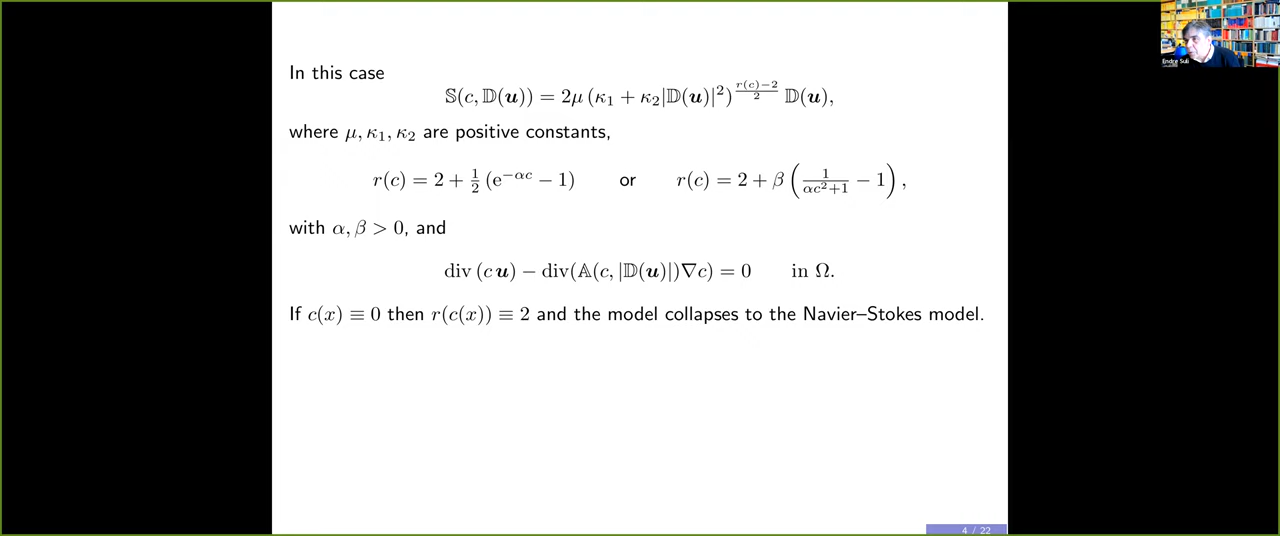 In this case
𝕊(c, 𝔻(u)) = 2μ (κ₁ + κ₂|𝔻(u)|²)^{(r(c)−2)/2} 𝔻(u),
where μ, κ₁, κ₂ are positive constants,
r(c) = 2 + ½ (e^{−αc} − 1) or r(c) = 2 + β (1/(αc²+1) − 1),
with α, β > 0, and
div (c u) − div(𝔸(c, |𝔻(u)|)∇c) = 0 in Ω.
If c(x) ≡ 0 then r(c(x)) ≡ 2 and the model collapses to the Navier–Stokes model.
4 / 22
Endre Suli